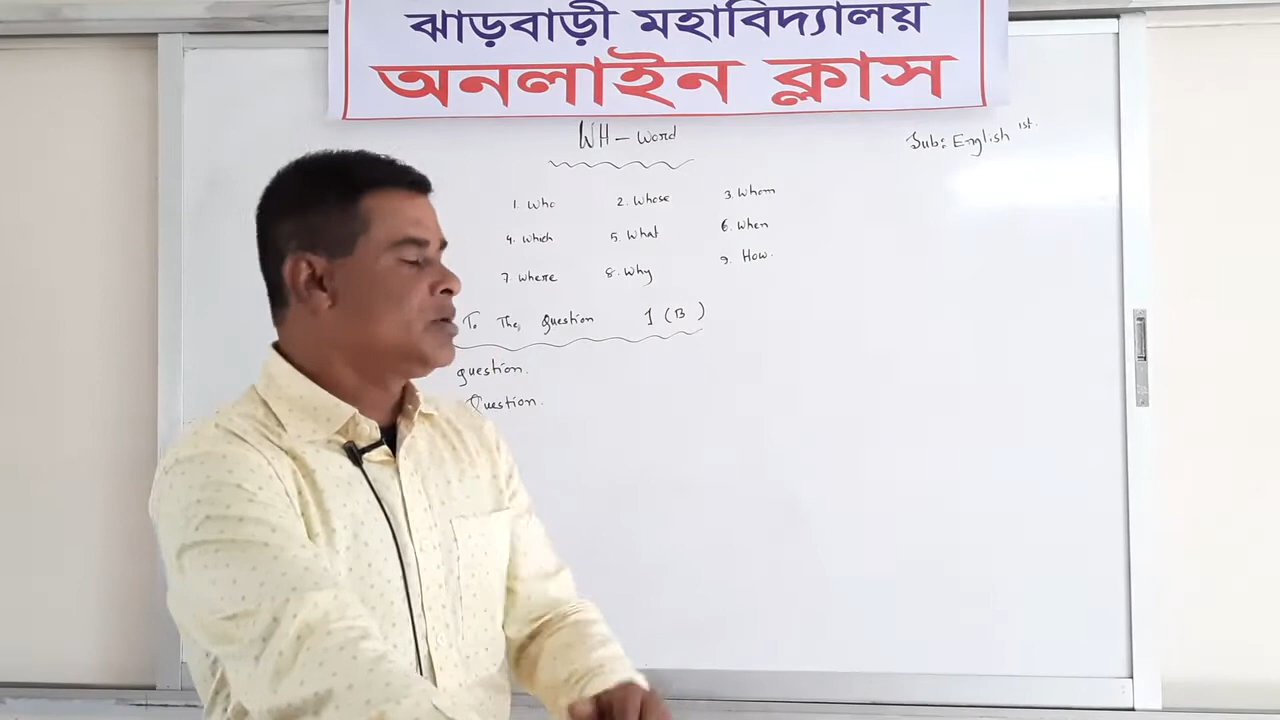 ঝাড়বাড়ী মহাবিদ্যালয়
অনলাইন ক্লাস
WH - Word
Sub: English 1st.
1. Who 2. Whose 3. Whom
4. Which 5. What 6. When
7. Where 8. Why 9. How.
To The question 1 (B)
question.
Question.